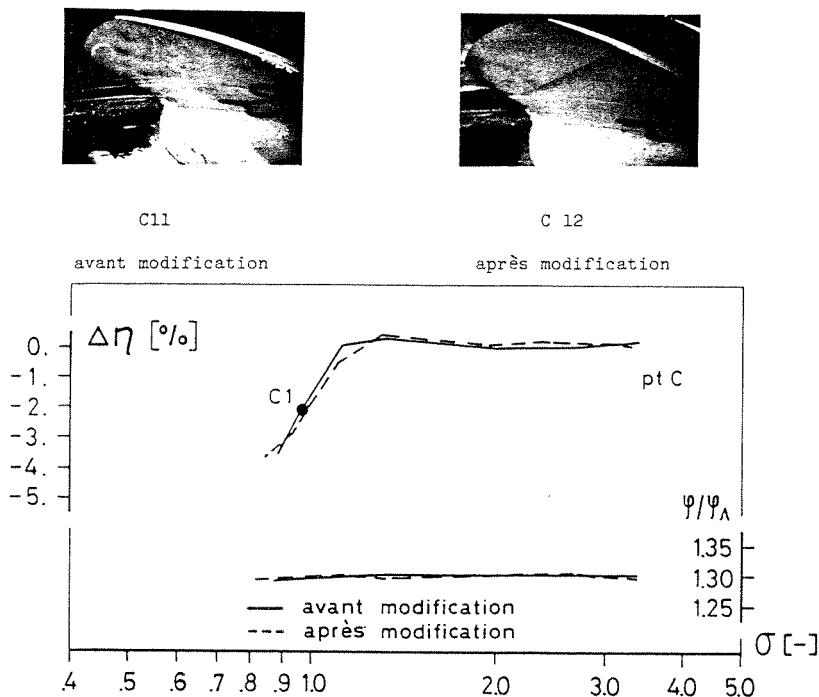 C11
C 12
avant modification
après modification
Δη [%]
0.
-1.
-2.
-3.
-4.
-5.
C1
pt C
φ/φΛ
1.35
1.30
1.25
avant modification
après modification
σ [-]
.4 .5 .6 .7 .8 .9 1.0 2.0 3.0 4.0 5.0